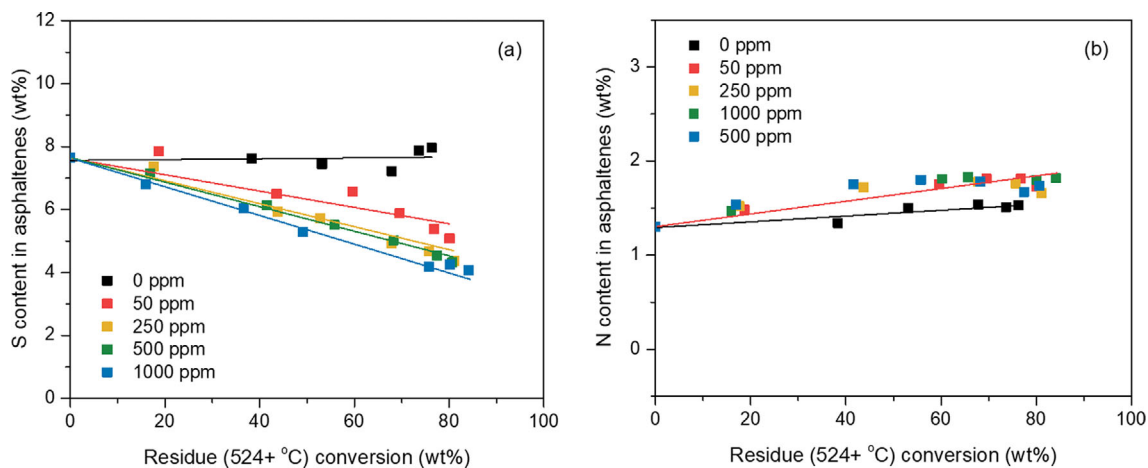 12
10
8
6
4
2
0
S content in asphaltenes (wt%)
(a)
0 ppm
50 ppm
250 ppm
500 ppm
1000 ppm
0 20 40 60 80 100
Residue (524+ °C) conversion (wt%)
3
2
1
0
N content in asphaltenes (wt%)
(b)
0 ppm
50 ppm
250 ppm
1000 ppm
500 ppm
0 20 40 60 80 100
Residue (524+ °C) conversion (wt%)